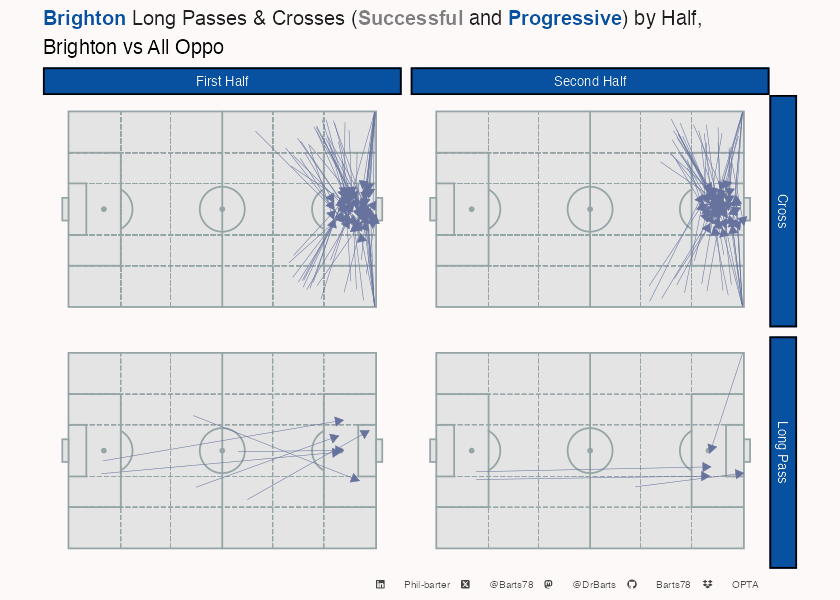 Brighton Long Passes & Crosses (Successful and Progressive) by Half,
Brighton vs All Oppo
First Half
Second Half
Cross
Long Pass
Phil-barter @Barts78 @DrBarts Barts78 OPTA